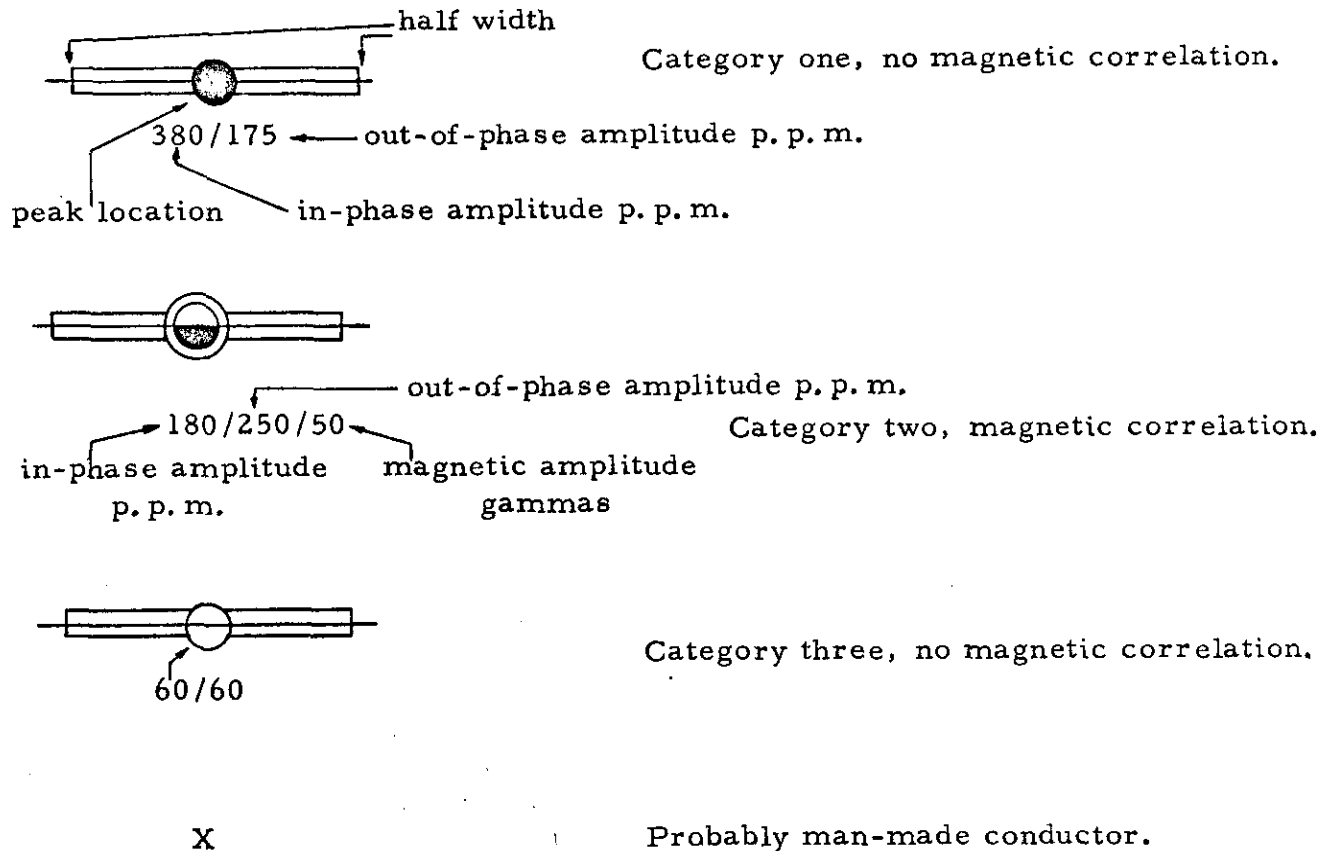 half width
Category one, no magnetic correlation.
380/175 out-of-phase amplitude p. p. m.
peak location in-phase amplitude p. p. m.
out-of-phase amplitude p. p. m.
180/250/50 Category two, magnetic correlation.
in-phase amplitude magnetic amplitude
p. p. m. gammas
Category three, no magnetic correlation.
60/60
X Probably man-made conductor.